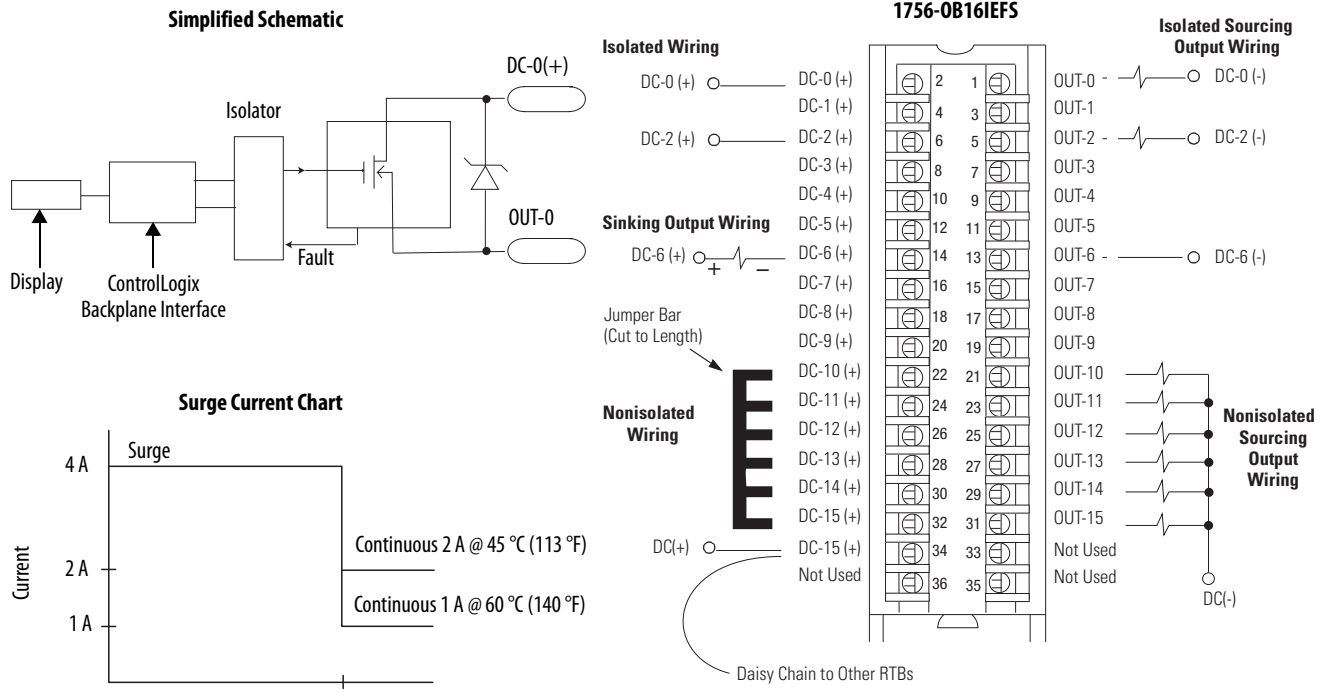 Simplified Schematic
DC-0(+)
Isolator
OUT-0
Fault
Display
ControlLogix
Backplane Interface
Surge Current Chart
Surge
4 A
Continuous 2 A @ 45 °C (113 °F)
2 A
Continuous 1 A @ 60 °C (140 °F)
1 A
Current
1756-OB16IEFS
Isolated Wiring
Isolated Sourcing
Output Wiring
DC-0 (+) DC-0 (+) 2 1 OUT-0 DC-0 (-)
DC-1 (+) 4 3 OUT-1
DC-2 (+) DC-2 (+) 6 5 OUT-2 DC-2 (-)
DC-3 (+) 8 7 OUT-3
DC-4 (+) 10 9 OUT-4
Sinking Output Wiring
DC-5 (+) 12 11 OUT-5
DC-6 (+) + – DC-6 (+) 14 13 OUT-6 DC-6 (-)
DC-7 (+) 16 15 OUT-7
DC-8 (+) 18 17 OUT-8
DC-9 (+) 20 19 OUT-9
Jumper Bar
(Cut to Length)
DC-10 (+) 22 21 OUT-10
DC-11 (+) 24 23 OUT-11
DC-12 (+) 26 25 OUT-12
DC-13 (+) 28 27 OUT-13
DC-14 (+) 30 29 OUT-14
DC-15 (+) 32 31 OUT-15
Nonisolated
Wiring
Nonisolated
Sourcing
Output
Wiring
DC(+) DC-15 (+) 34 33 Not Used
Not Used 36 35 Not Used
DC(-)
Daisy Chain to Other RTBs